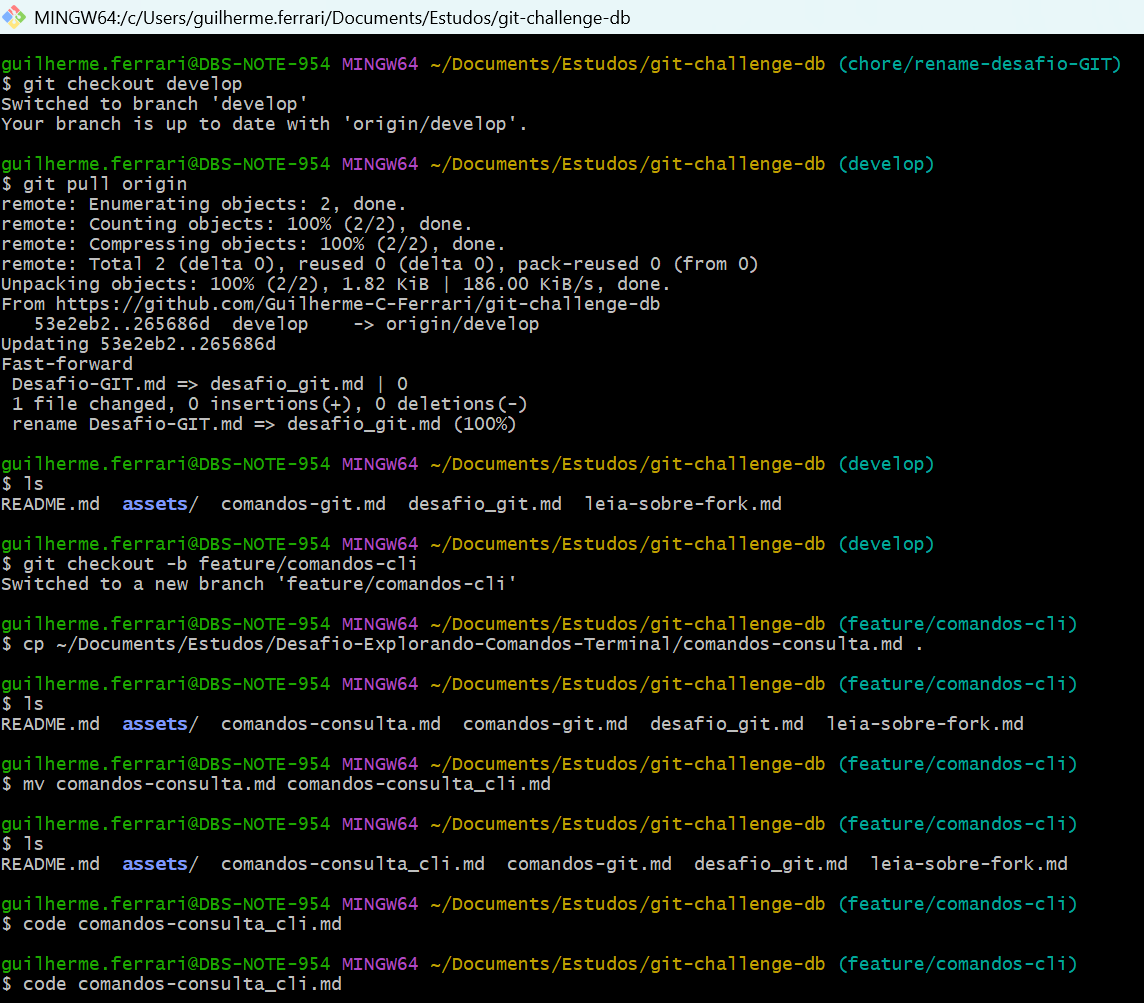 MINGW64:/c/Users/guilherme.ferrari/Documents/Estudos/git-challenge-db
guilherme.ferrari@DBS-NOTE-954 MINGW64 ~/Documents/Estudos/git-challenge-db (chore/rename-desafio-GIT)
$ git checkout develop
Switched to branch 'develop'
Your branch is up to date with 'origin/develop'.
guilherme.ferrari@DBS-NOTE-954 MINGW64 ~/Documents/Estudos/git-challenge-db (develop)
$ git pull origin
remote: Enumerating objects: 2, done.
remote: Counting objects: 100% (2/2), done.
remote: Compressing objects: 100% (2/2), done.
remote: Total 2 (delta 0), reused 0 (delta 0), pack-reused 0 (from 0)
Unpacking objects: 100% (2/2), 1.82 KiB | 186.00 KiB/s, done.
From https://github.com/Guilherme-C-Ferrari/git-challenge-db
   53e2eb2..265686d  develop    -> origin/develop
Updating 53e2eb2..265686d
Fast-forward
 Desafio-GIT.md => desafio_git.md | 0
 1 file changed, 0 insertions(+), 0 deletions(-)
 rename Desafio-GIT.md => desafio_git.md (100%)
guilherme.ferrari@DBS-NOTE-954 MINGW64 ~/Documents/Estudos/git-challenge-db (develop)
$ ls
README.md  assets/  comandos-git.md  desafio_git.md  leia-sobre-fork.md
guilherme.ferrari@DBS-NOTE-954 MINGW64 ~/Documents/Estudos/git-challenge-db (develop)
$ git checkout -b feature/comandos-cli
Switched to a new branch 'feature/comandos-cli'
guilherme.ferrari@DBS-NOTE-954 MINGW64 ~/Documents/Estudos/git-challenge-db (feature/comandos-cli)
$ cp ~/Documents/Estudos/Desafio-Explorando-Comandos-Terminal/comandos-consulta.md .
guilherme.ferrari@DBS-NOTE-954 MINGW64 ~/Documents/Estudos/git-challenge-db (feature/comandos-cli)
$ ls
README.md  assets/  comandos-consulta.md  comandos-git.md  desafio_git.md  leia-sobre-fork.md
guilherme.ferrari@DBS-NOTE-954 MINGW64 ~/Documents/Estudos/git-challenge-db (feature/comandos-cli)
$ mv comandos-consulta.md comandos-consulta_cli.md
guilherme.ferrari@DBS-NOTE-954 MINGW64 ~/Documents/Estudos/git-challenge-db (feature/comandos-cli)
$ ls
README.md  assets/  comandos-consulta_cli.md  comandos-git.md  desafio_git.md  leia-sobre-fork.md
guilherme.ferrari@DBS-NOTE-954 MINGW64 ~/Documents/Estudos/git-challenge-db (feature/comandos-cli)
$ code comandos-consulta_cli.md
guilherme.ferrari@DBS-NOTE-954 MINGW64 ~/Documents/Estudos/git-challenge-db (feature/comandos-cli)
$ code comandos-consulta_cli.md